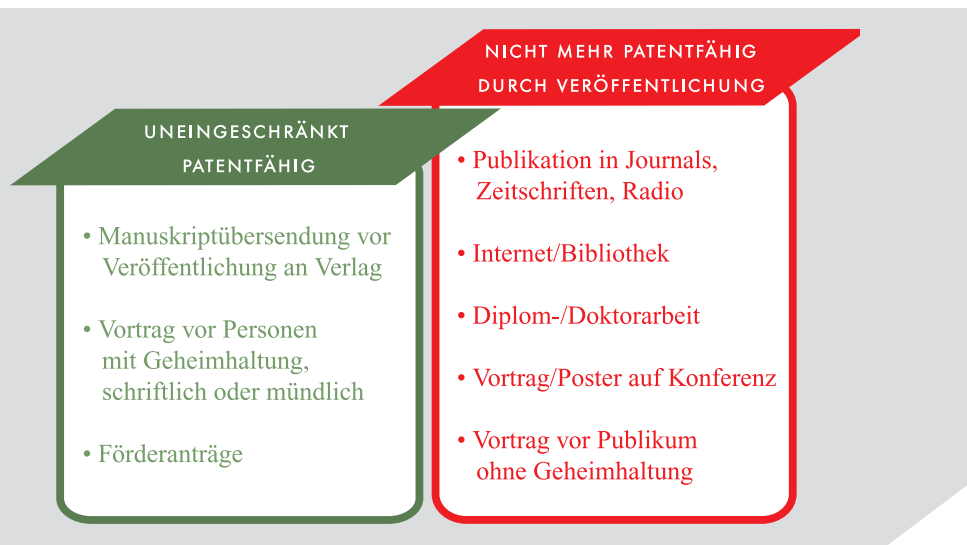 UNEINGESCHRÄNKT
PATENTFÄHIG
• Manuskriptübersendung vor
Veröffentlichung an Verlag
• Vortrag vor Personen
mit Geheimhaltung,
schriftlich oder mündlich
• Förderanträge
NICHT MEHR PATENTFÄHIG
DURCH VERÖFFENTLICHUNG
• Publikation in Journals,
Zeitschriften, Radio
• Internet/Bibliothek
• Diplom-/Doktorarbeit
• Vortrag/Poster auf Konferenz
• Vortrag vor Publikum
ohne Geheimhaltung